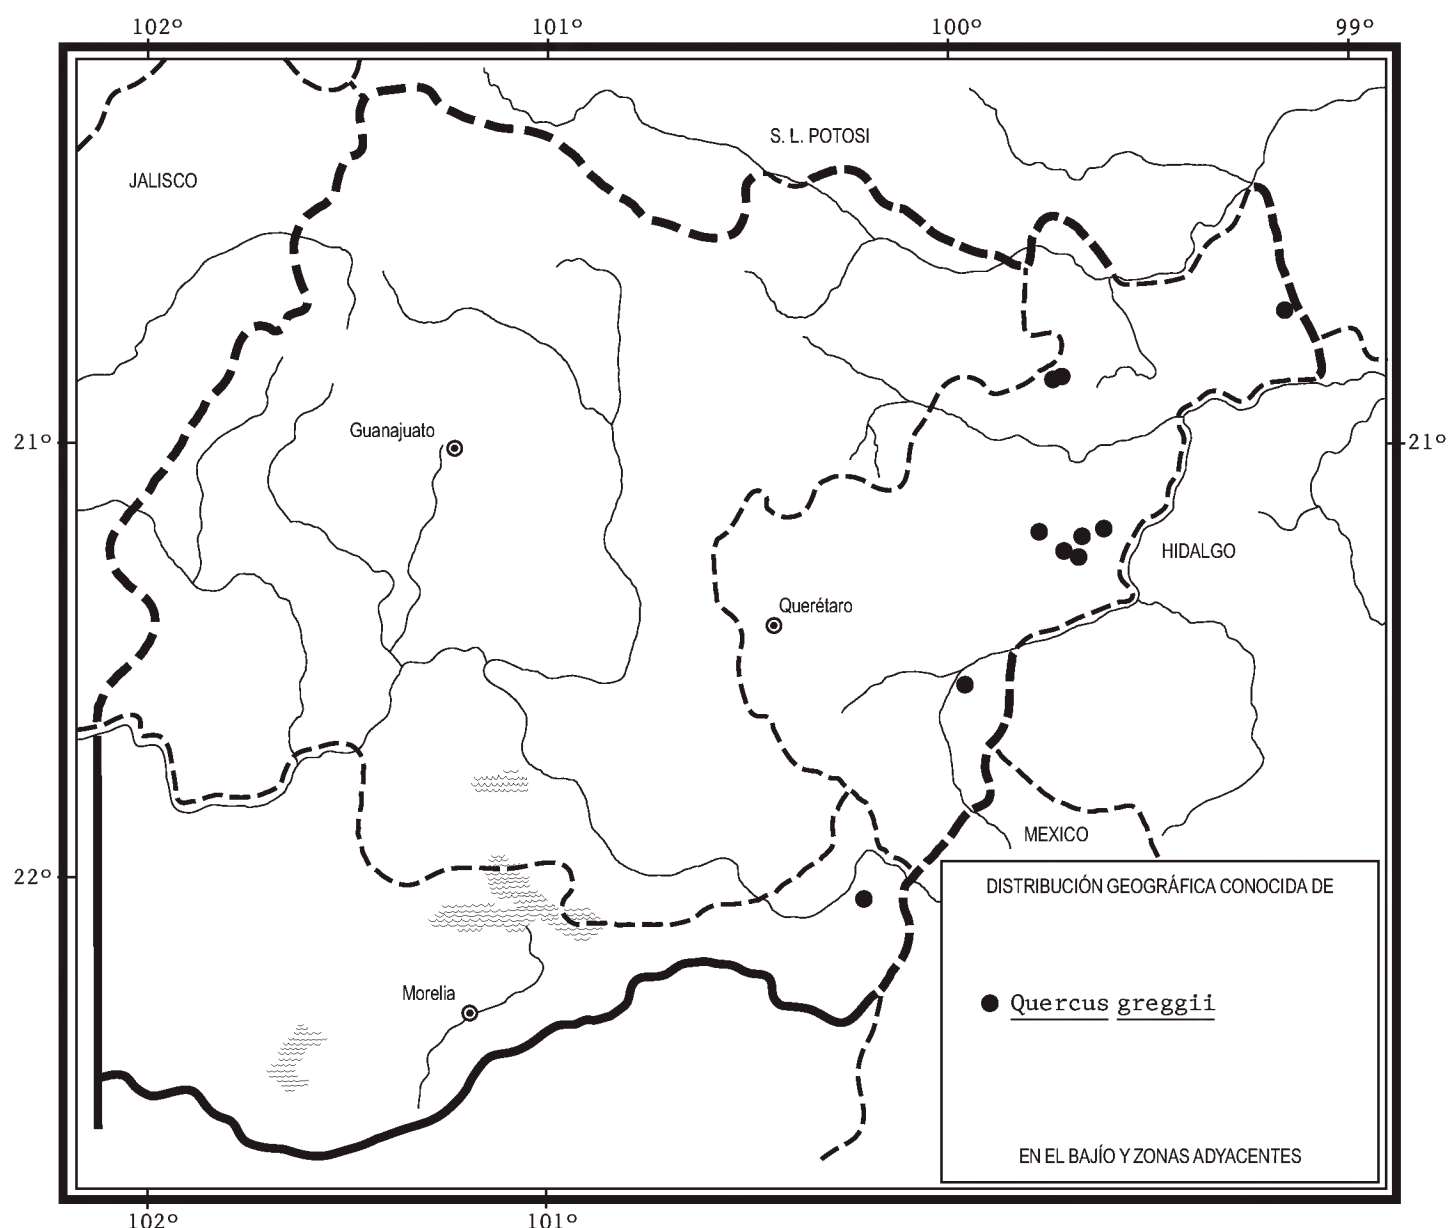 102º 101º 100º 99º
S. L. POTOSI
JALISCO
Guanajuato
21º 21º
HIDALGO
Querétaro
MEXICO
22º
DISTRIBUCIÓN GEOGRÁFICA CONOCIDA DE
Morelia
Quercus greggii
EN EL BAJÍO Y ZONAS ADYACENTES
102º 101º